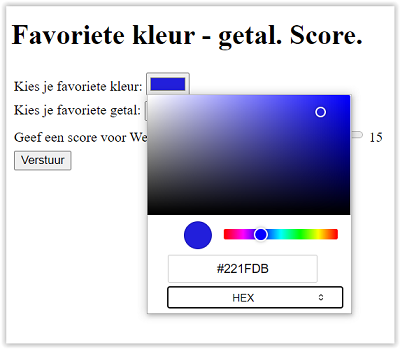 Favoriete kleur - getal. Score.
Kies je favoriete kleur:
Kies je favoriete getal:
Geef een score voor We 15
Verstuur
#221FDB
HEX